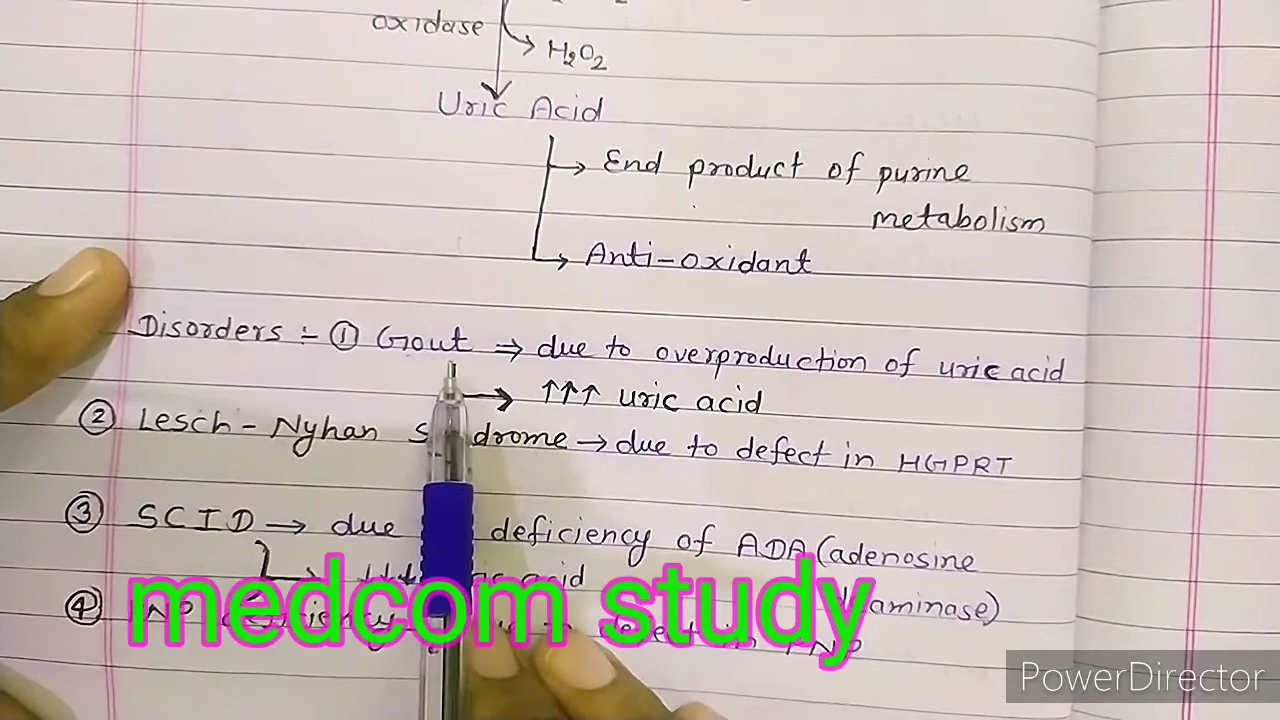 oxidase
H₂O₂
Uric Acid
End product of purine
metabolism
Anti-oxidant
Disorders :- ① Gout ⇒ due to overproduction of uric acid
→ ↑↑↑ uric acid
② Lesch-Nyhan Syndrome → due to defect in HGPRT
③ SCID → due deficiency of ADA (adenosine
acid
④
medcom study
PowerDirector